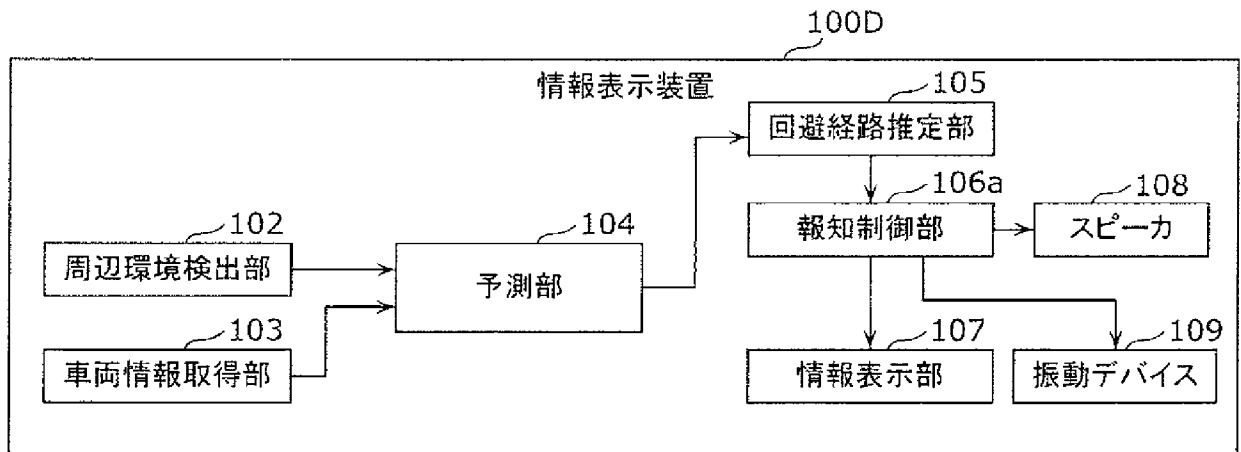 100D
情報表示装置
105
回避経路推定部
106a
報知制御部
108
スピーカ
102
周辺環境検出部
104
予測部
103
車両情報取得部
107
情報表示部
109
振動デバイス